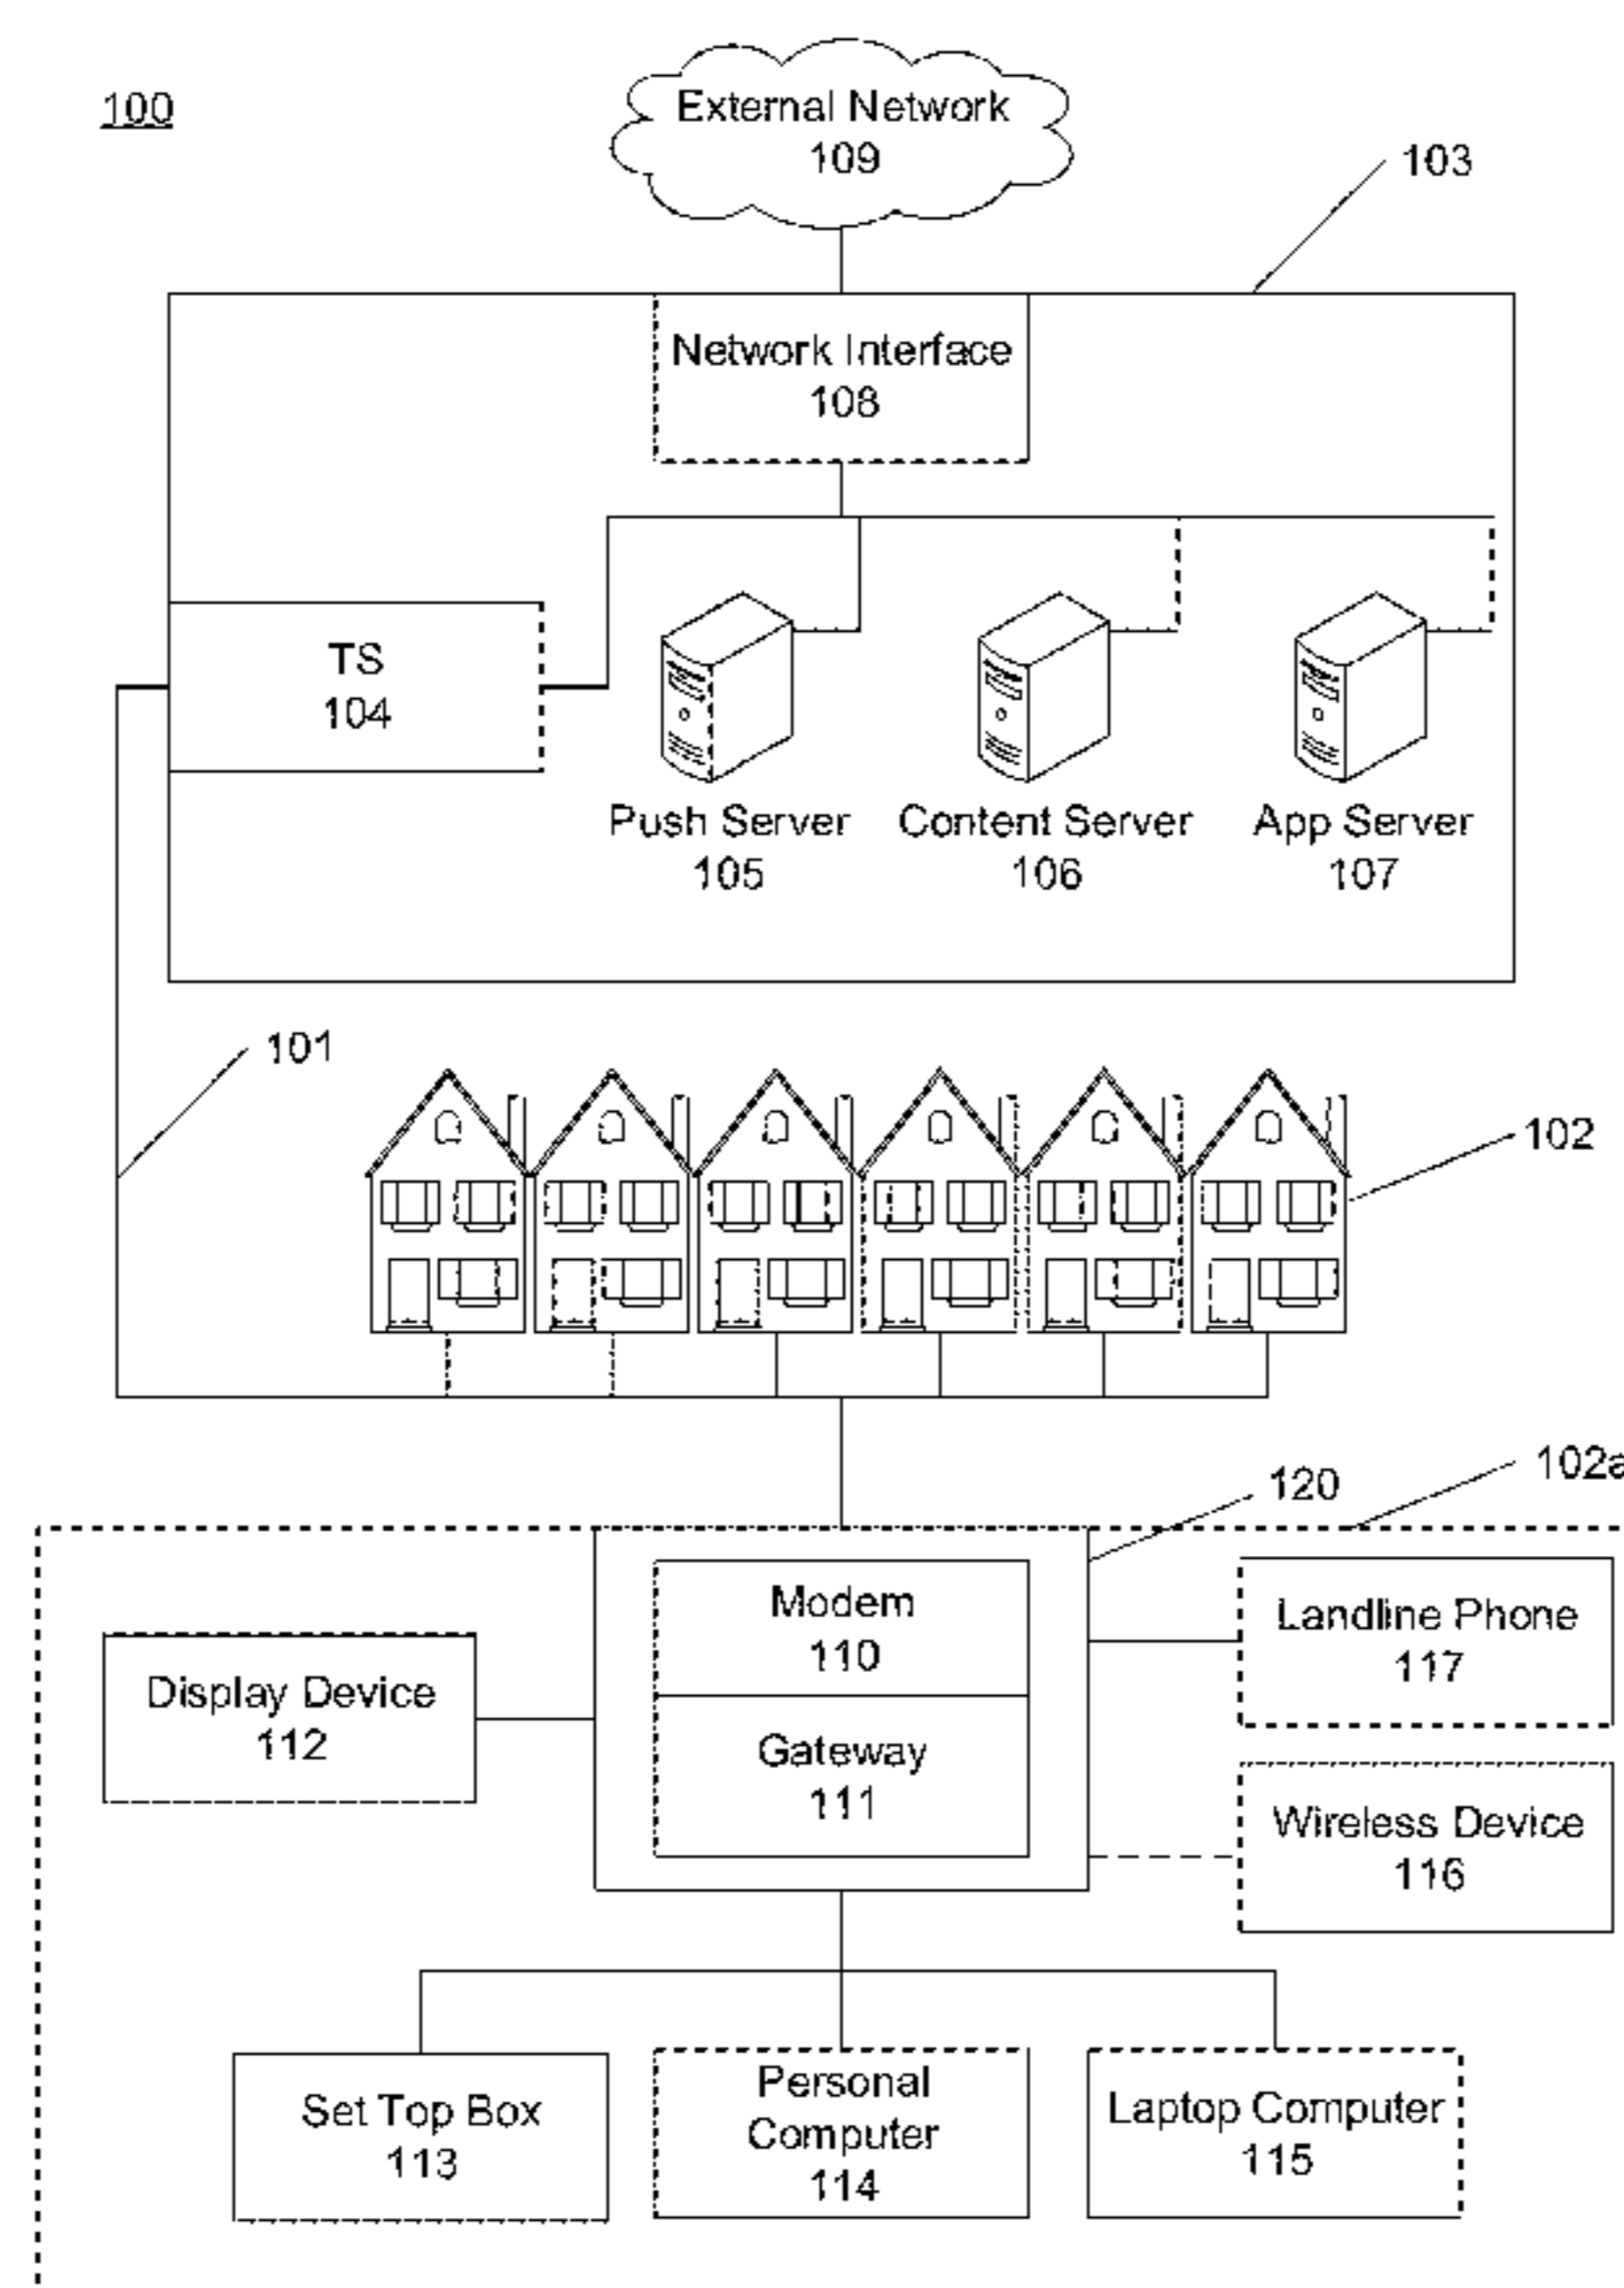 100
External Network
109
103
Network Interface
108
TS
104
Push Server
105
Content Server
106
App Server
107
101
102
102a
120
Modem
110
Gateway
111
Landline Phone
117
Display Device
112
Wireless Device
116
Set Top Box
113
Personal
Computer
114
Laptop Computer
115